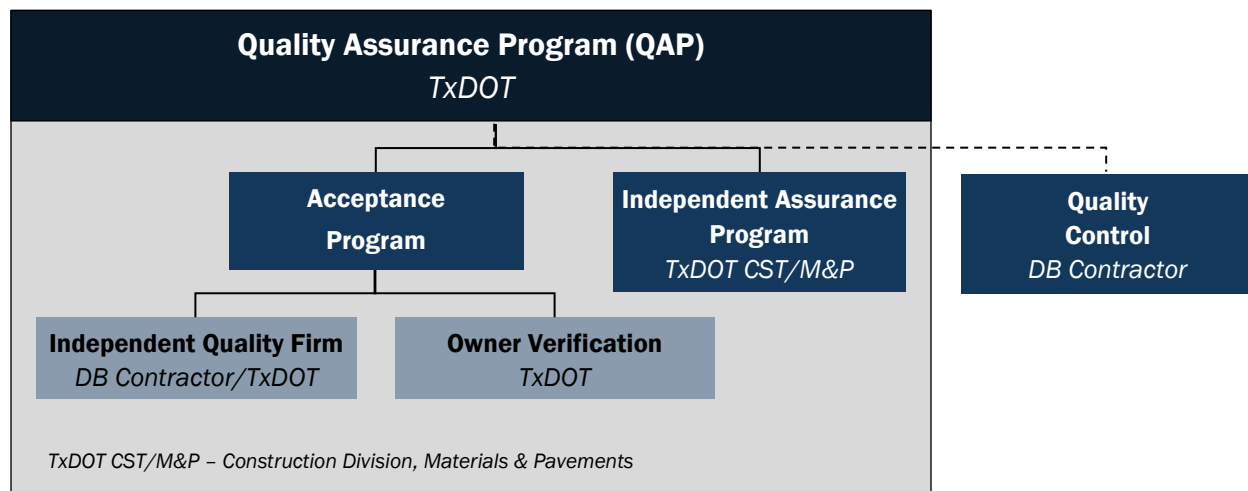 Quality Assurance Program (QAP)
TxDOT
Acceptance
Program
Independent Assurance
Program
TxDOT CST/M&P
Quality
Control
DB Contractor
Independent Quality Firm
DB Contractor/TxDOT
Owner Verification
TxDOT
TxDOT CST/M&P – Construction Division, Materials & Pavements